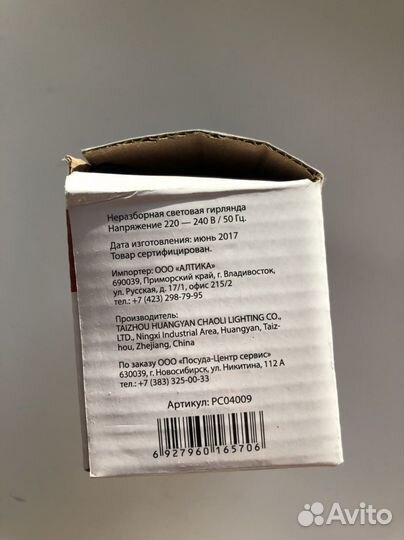 Неразборная световая гирлянда
Напряжение 220 — 240 В / 50 Гц.
Дата изготовления: июнь 2017
Товар сертифицирован.
Импортер: ООО «АЛТИКА»
690039, Приморский край, г. Владивосток,
ул. Русская, д. 17/1, офис 215/2
тел.: +7 (423) 298-79-95
Производитель:
TAIZHOU HUANGYAN CHAOLI LIGHTING CO.,
LTD., Ningxi Industrial Area, Huangyan, Taiz-
hou, Zhejiang, China
По заказу ООО «Посуда-Центр сервис»
630039, г. Новосибирск, ул. Никитина, 112 А
тел.: +7 (383) 325-00-33
Артикул: PC04009
6 927960 165706
Avito